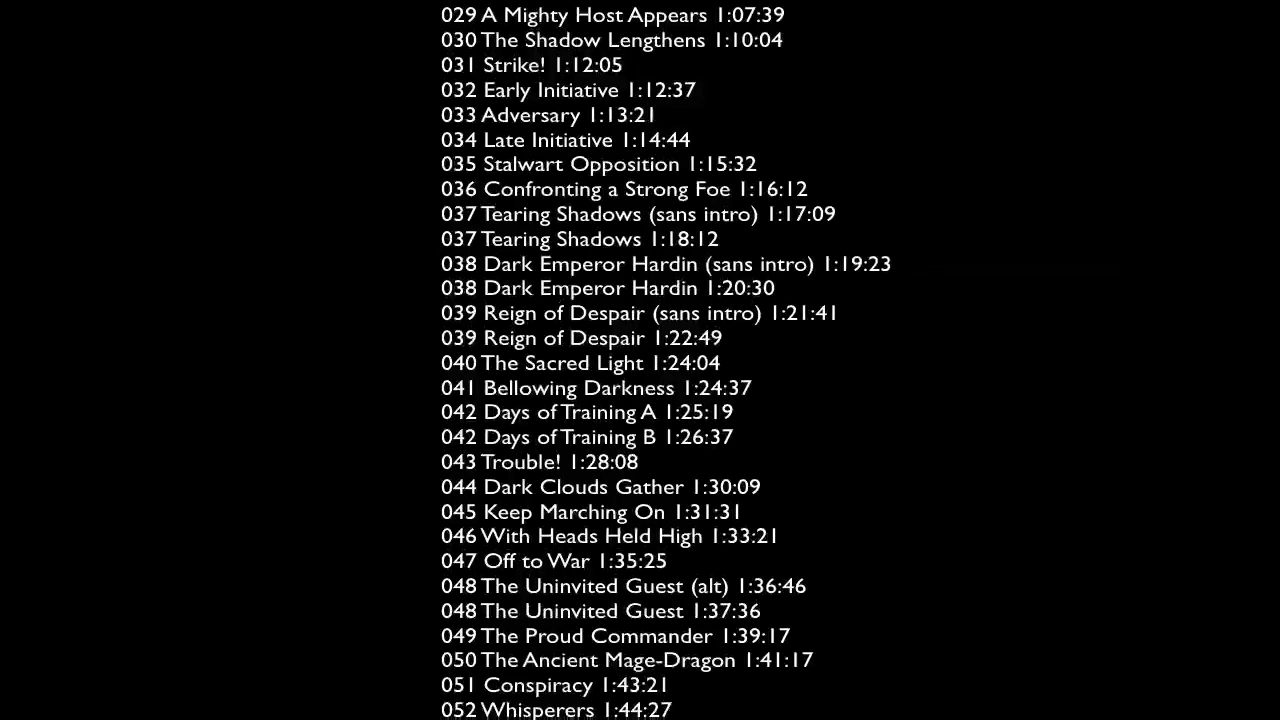 029 A Mighty Host Appears 1:07:39
030 The Shadow Lengthens 1:10:04
031 Strike! 1:12:05
032 Early Initiative 1:12:37
033 Adversary 1:13:21
034 Late Initiative 1:14:44
035 Stalwart Opposition 1:15:32
036 Confronting a Strong Foe 1:16:12
037 Tearing Shadows (sans intro) 1:17:09
037 Tearing Shadows 1:18:12
038 Dark Emperor Hardin (sans intro) 1:19:23
038 Dark Emperor Hardin 1:20:30
039 Reign of Despair (sans intro) 1:21:41
039 Reign of Despair 1:22:49
040 The Sacred Light 1:24:04
041 Bellowing Darkness 1:24:37
042 Days of Training A 1:25:19
042 Days of Training B 1:26:37
043 Trouble! 1:28:08
044 Dark Clouds Gather 1:30:09
045 Keep Marching On 1:31:31
046 With Heads Held High 1:33:21
047 Off to War 1:35:25
048 The Uninvited Guest (alt) 1:36:46
048 The Uninvited Guest 1:37:36
049 The Proud Commander 1:39:17
050 The Ancient Mage-Dragon 1:41:17
051 Conspiracy 1:43:21
052 Whisperers 1:44:27